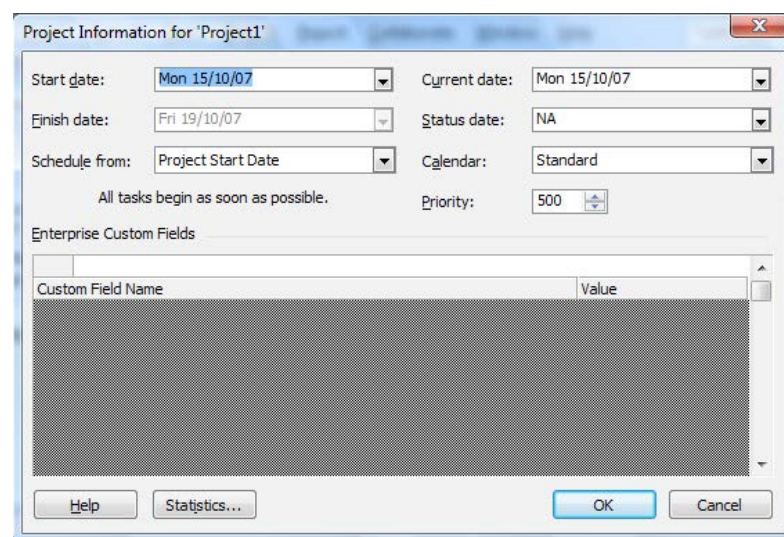 Project Information for 'Project1'
Start date: Mon 15/10/07 Current date: Mon 15/10/07
Finish date: Fri 19/10/07 Status date: NA
Schedule from: Project Start Date Calendar: Standard
All tasks begin as soon as possible. Priority: 500
Enterprise Custom Fields
Custom Field Name Value
Help Statistics... OK Cancel